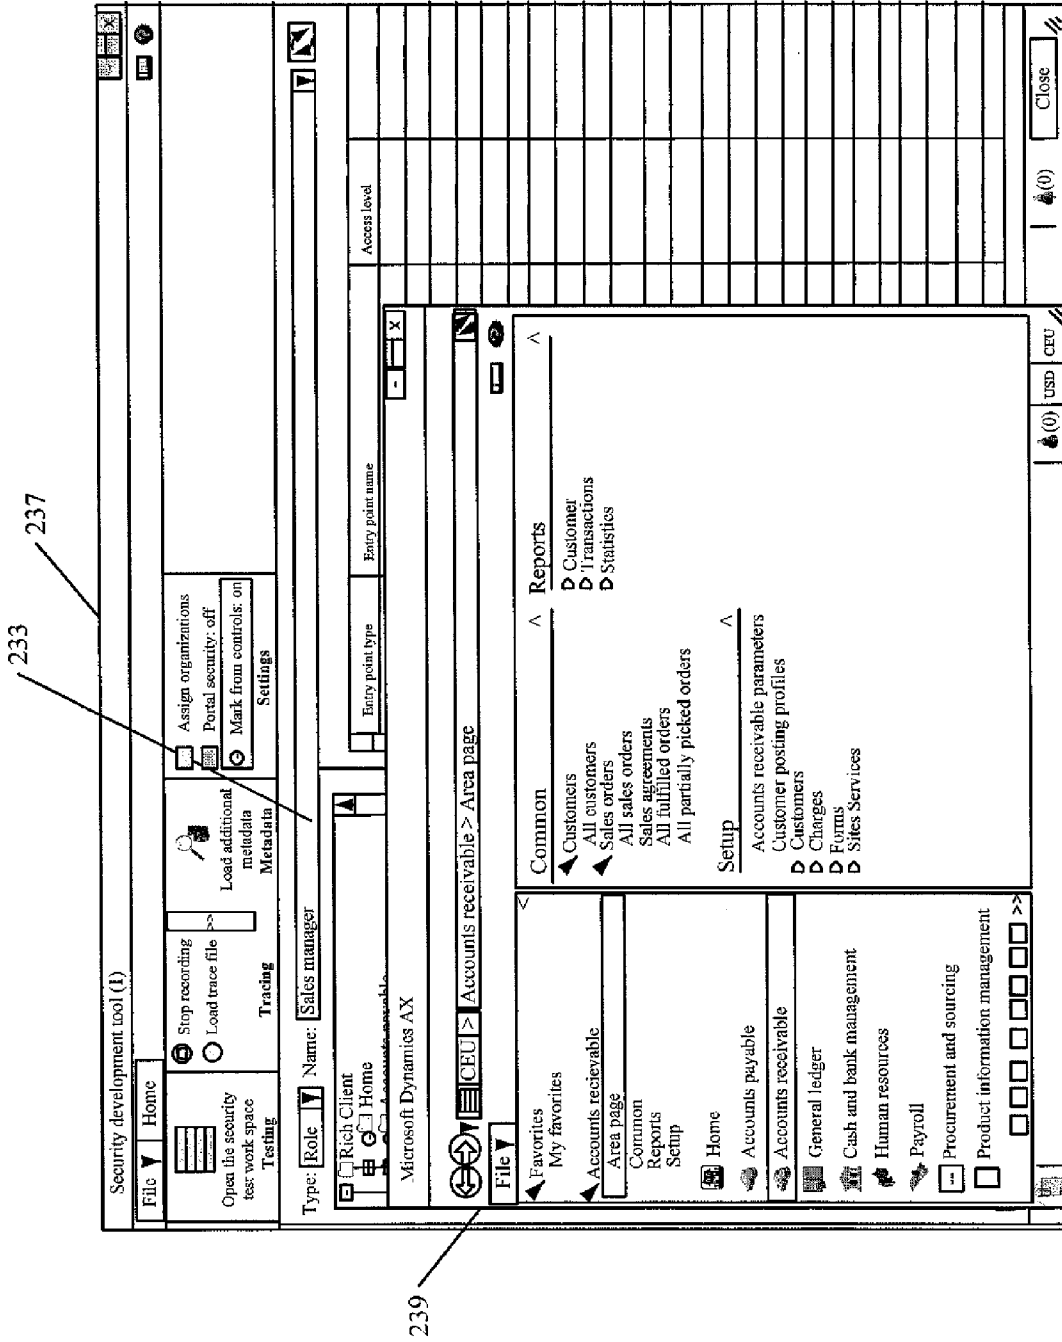 237
233
239
Security development tool (1)
File Home
Open the security
test work space
Testing
Stop recording
Load trace file
>>
Tracing
Load additional
metadata
Metadata
Assign organizations
Portal security: off
Mark from controls: on
Settings
Type: Role Name: Sales manager
Rich Client
Home
Accounts payable
Entry point type
Entry point name
Access level
Microsoft Dynamics AX
- X
CEU > Accounts receivable > Area page
File
Favorites <
My favorites
Accounts recievable
Area page
Common
Reports
Setup
Home
Accounts payable
Accounts receivable
General ledger
Cash and bank management
Human resources
Payroll
Procurement and sourcing
Product information management
>>
Common <
Customers
All customers
Sales orders
All sales orders
Sales agreements
All fulfilled orders
All partially picked orders
Setup <
Accounts receivable parameters
Customer posting profiles
Customers
Charges
Forms
Sites Services
Reports <
Customer
Transactions
Statistics
(0) USD CEU
(0) Close